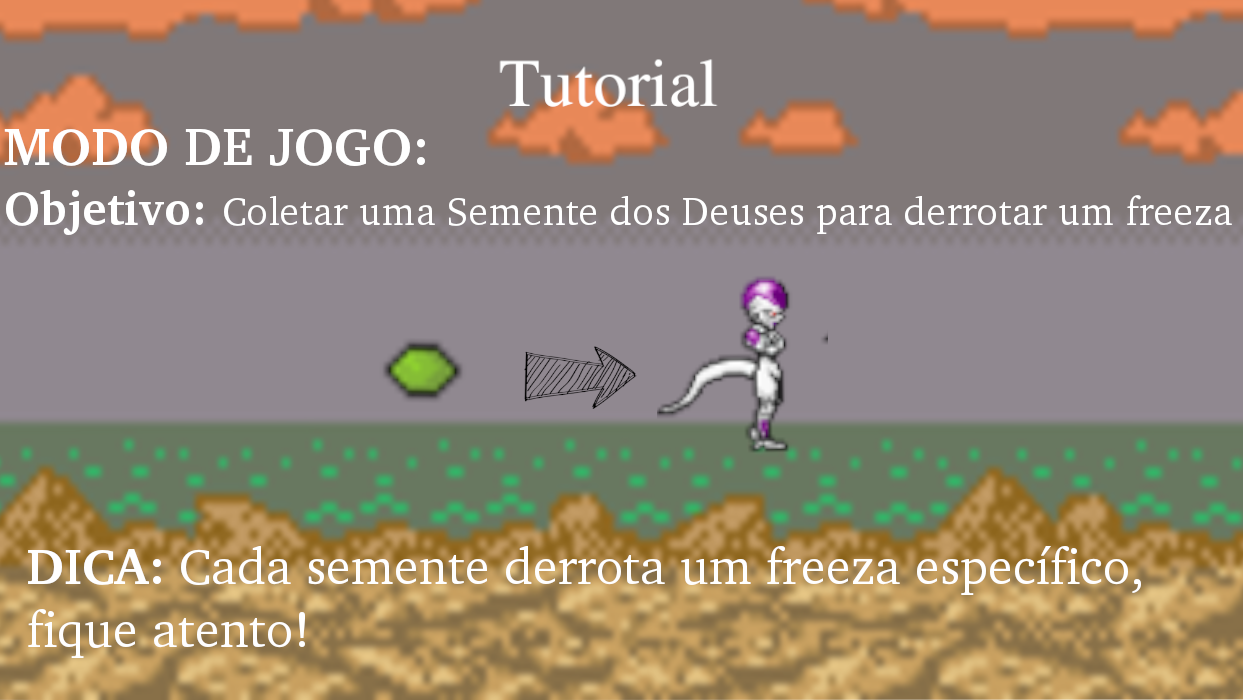 Tutorial
MODO DE JOGO:
Objetivo: Coletar uma Semente dos Deuses para derrotar um freeza
DICA: Cada semente derrota um freeza específico,
fique atento!